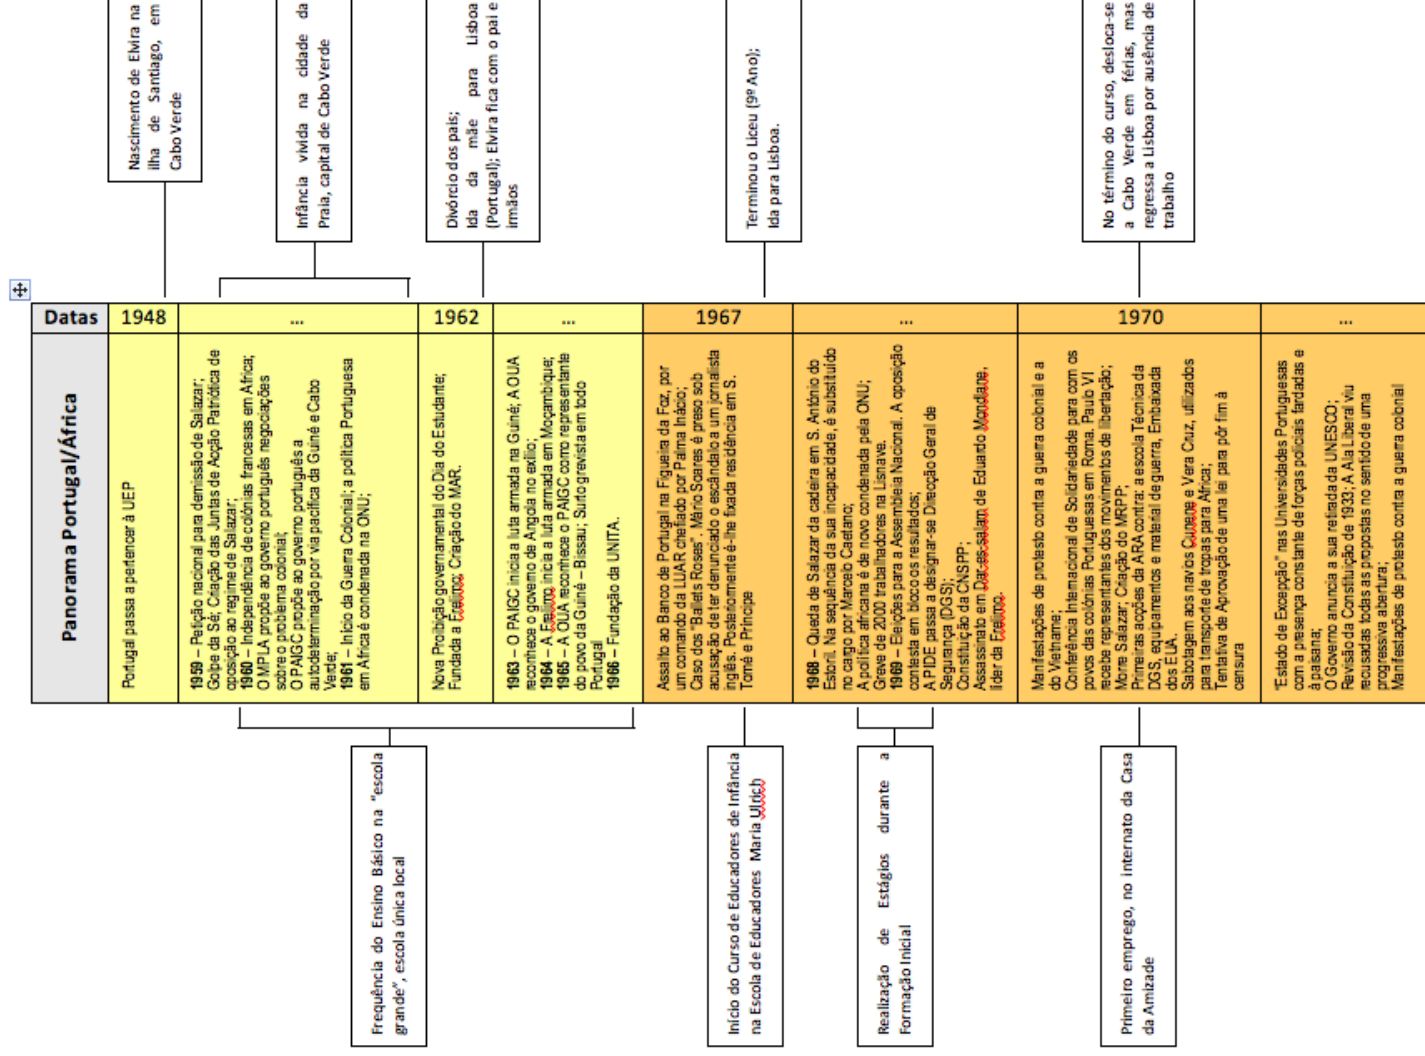 Nascimento de Elvira na
ilha de Santiago, em
Cabo Verde
Infância vivida na cidade da
Praia, capital de Cabo Verde
Divórcio dos pais;
Ida da mãe para Lisboa
(Portugal); Elvira fica com o pai e
irmãos
Terminou o Liceu (9º Ano);
Ida para Lisboa.
No término do curso, desloca-se
a Cabo Verde em férias, mas
regressa a Lisboa por ausência de
trabalho
Datas
1948
...
1962
...
1967
...
1970
...
Panorama Portugal/África
Portugal passa a pertencer à UEP
1959 – Petição nacional para demissão de Salazar;
Golpe da Sé; Criação das Juntas de Acção Patriótica de
oposição ao regime de Salazar;
1960 – Independência de colónias francesas em África;
O MPLA propõe ao governo português negociações
sobre o problema colonial;
O PAIGC propõe ao governo português a
autodeterminação por via pacífica da Guiné e Cabo
Verde;
1961 – Início da Guerra Colonial; a política Portuguesa
em África é condenada na ONU;
Nova Proibição governamental do Dia do Estudante;
Fundada a Frelimo; Criação do MAR.
1963 – O PAIGC inicia a luta armada na Guiné; A OUA
reconhece o governo de Angola no exílio;
1964 – A Frelimo inicia a luta armada em Moçambique;
1965 – A OUA reconhece o PAIGC como representante
do povo da Guiné – Bissau; Surto grevista em todo
Portugal
1966 – Fundação da UNITA.
Assalto ao Banco de Portugal na Figueira da Foz, por
um comando da LUAR chefiado por Palma Inácio;
Caso dos "Ballets Roses". Mário Soares é preso sob
acusação de ter denunciado o escândalo a um jornalista
inglês. Posteriormente é-lhe fixada residência em S.
Tomé e Príncipe
1968 – Queda de Salazar da cadeira em S. António do
Estoril. Na sequência da sua incapacidade, é substituído
no cargo por Marcelo Caetano;
A política africana é de novo condenada pela ONU;
Greve de 2000 trabalhadores na Lisnave.
1969 – Eleições para a Assembleia Nacional. A oposição
contesta em bloco os resultados;
A PIDE passa a designar-se Direcção Geral de
Segurança (DGS);
Constituição da CNSPP;
Assassinato em Dar-es-salam de Eduardo Mondlane,
líder da Frelimo.
Manifestações de protesto contra a guerra colonial e a
do Vietname;
Conferência Internacional de Solidariedade para com os
povos das colónias Portuguesas em Roma. Paulo VI
recebe representantes dos movimentos de libertação;
Morre Salazar; Criação do MRPP;
Primeiras acções da ARA contra: a escola Técnica da
DGS, equipamentos e material de guerra, Embaixada
dos EUA.
Sabotagem aos navios Cunene e Vera Cruz, utilizados
para transporte de tropas para África;
Tentativa de Aprovação de uma lei para pôr fim à
censura
"Estado de Excepção" nas Universidades Portuguesas
com a presença constante de forças policiais fardadas e
à paisana;
O Governo anuncia a sua retirada da UNESCO;
Revisão da Constituição de 1933; A Ala Liberal viu
recusadas todas as propostas no sentido de uma
progressiva abertura;
Manifestações de protesto contra a guerra colonial
Frequência do Ensino Básico na "escola
grande", escola única local
Início do Curso de Educadores de Infância
na Escola de Educadores Maria Ulrich
Realização de Estágios durante a
Formação Inicial
Primeiro emprego, no internato da Casa
da Amizade